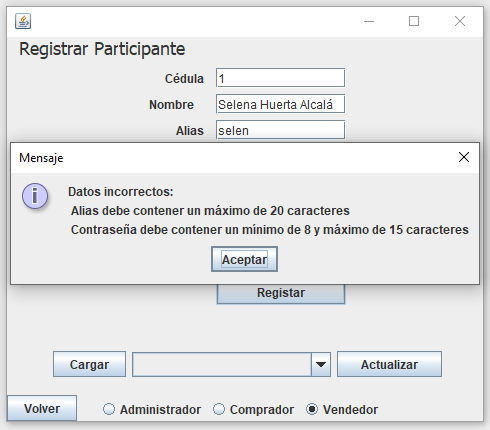 Registrar Participante
Cédula 1
Nombre Selena Huerta Alcalá
Alias selen
Mensaje
Datos incorrectos:
Alias debe contener un máximo de 20 caracteres
Contraseña debe contener un mínimo de 8 y máximo de 15 caracteres
Aceptar
Registar
Cargar Actualizar
Volver Administrador Comprador Vendedor